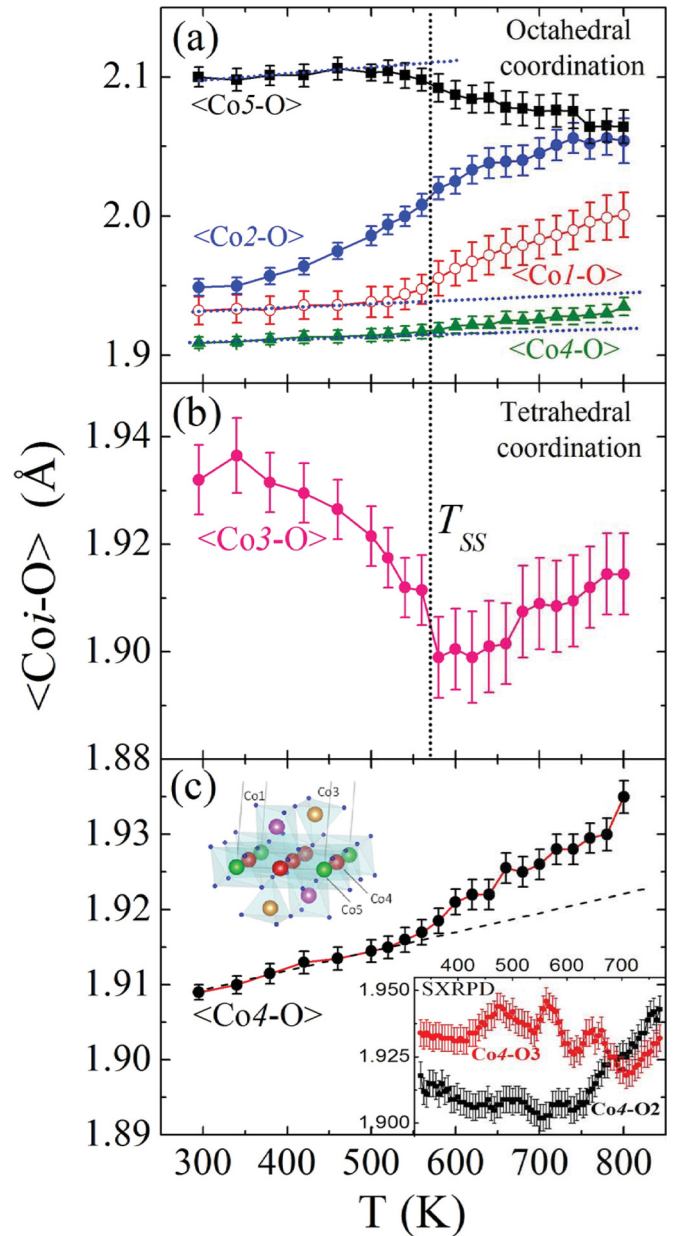 (a)
Octahedral
coordination
2.1
<Co5-O>
<Co2-O>
2.0
<Co1-O>
1.9
<Co4-O>
(b)
Tetrahedral
coordination
1.94
<Co3-O>
T_SS
1.92
1.90
1.88
<Coi-O> (Å)
(c)
Co1
Co3
Co5
Co4
1.93
1.92
1.91
<Co4-O>
1.90
1.89
400 500 600 700
SXRPD
1.950
Co4-O3
1.925
1.900
Co4-O2
300 400 500 600 700 800
T (K)